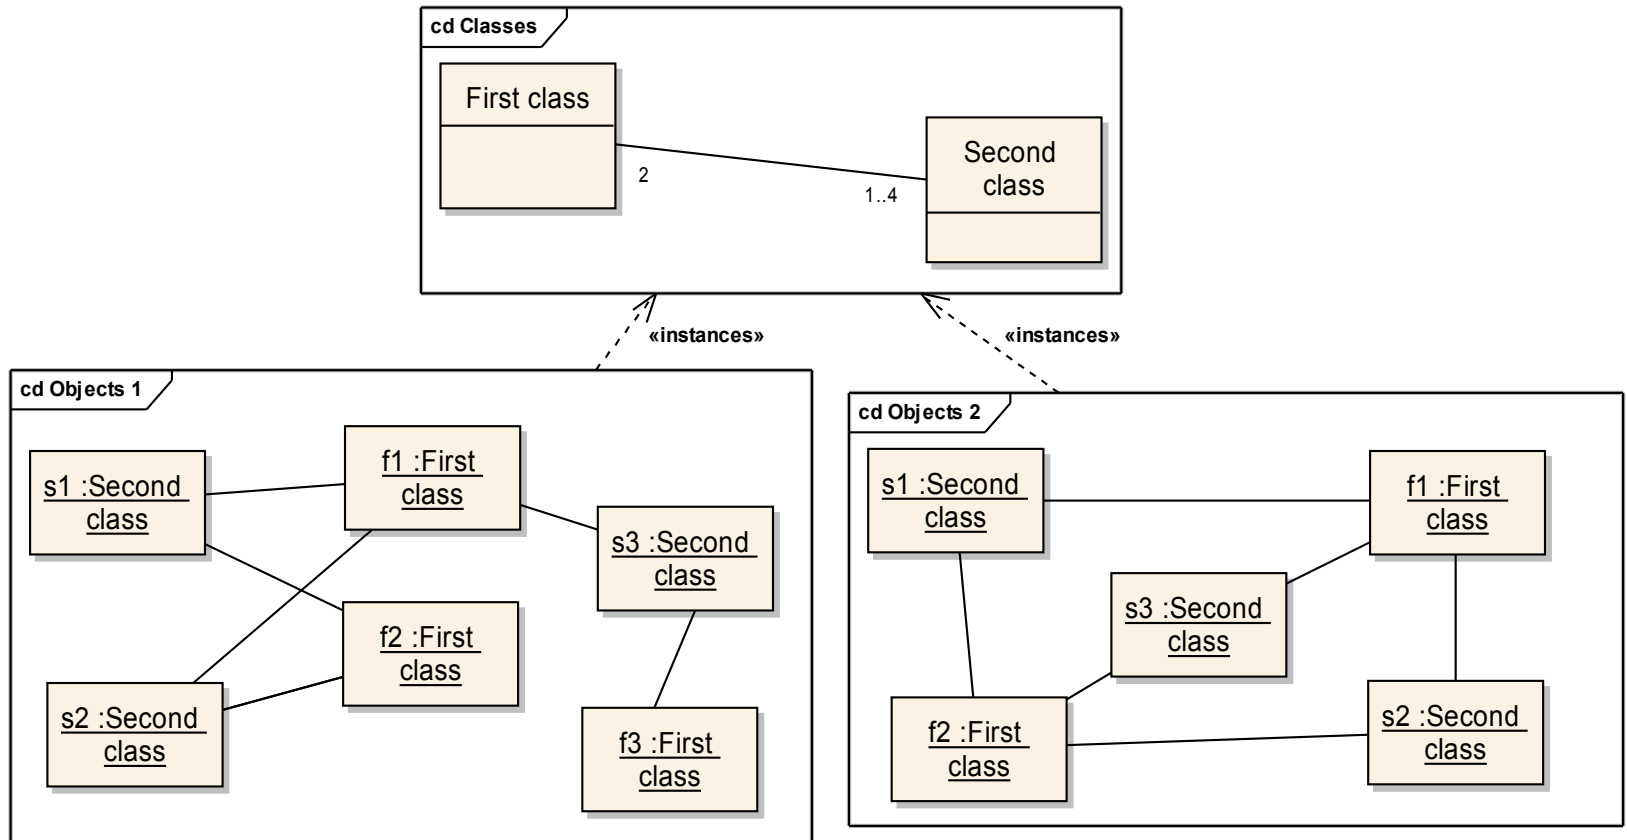 cd Classes
First class
Second
class
2
1..4
«instances»
«instances»
cd Objects 1
s1 :Second
class
f1 :First
class
s3 :Second
class
f2 :First
class
s2 :Second
class
f3 :First
class
cd Objects 2
s1 :Second
class
f1 :First
class
s3 :Second
class
f2 :First
class
s2 :Second
class